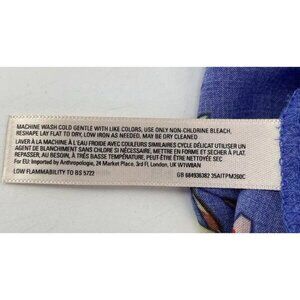 MACHINE WASH COLD GENTLE WITH LIKE COLORS, USE ONLY NON-CHLORINE BLEACH,
RESHAPE LAY FLAT TO DRY, LOW IRON AS NEEDED, MAY BE DRY CLEANED
LAVER À LA MACHINE À L'EAU FROIDE AVEC COULEURS SIMILAIRES CYCLE DÉLICAT UTILISER UN
AGENT DE BLANCHIMENT SANS CHLORE SI NÉCESSAIRE, METTRE EN FORME ET SÉCHER À PLAT,
REPASSER, AU BESOIN, À TRÈS BASSE TEMPÉRATURE, PEUT ÊTRE NETTOYÉE SEC
For EU: Imported by Anthropologie, 24 Market Place, 3rd Fl, London, UK W1W8AN
LOW FLAMMABILITY TO BS 5722
GB 684936382 35AITPM260C